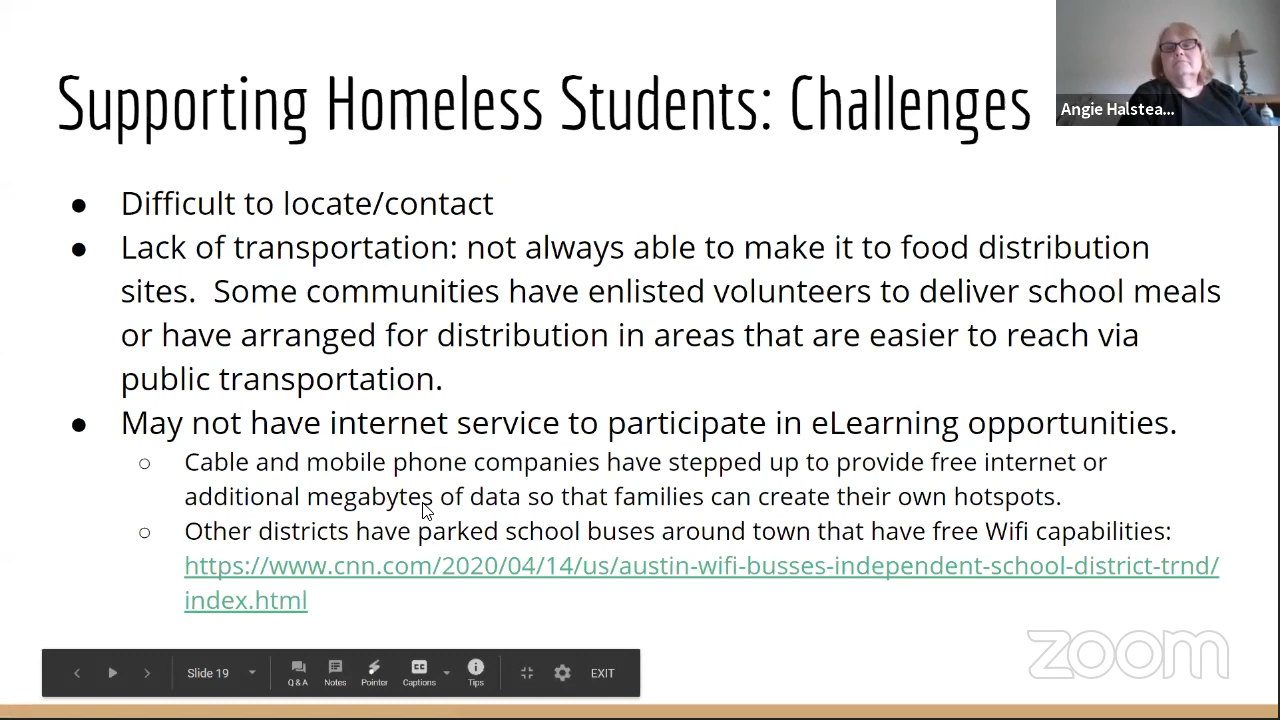 Supporting Homeless Students: Challenges
Angie Halstea...
● Difficult to locate/contact
● Lack of transportation: not always able to make it to food distribution
sites.  Some communities have enlisted volunteers to deliver school meals
or have arranged for distribution in areas that are easier to reach via
public transportation.
● May not have internet service to participate in eLearning opportunities.
○ Cable and mobile phone companies have stepped up to provide free internet or
additional megabytes of data so that families can create their own hotspots.
○ Other districts have parked school buses around town that have free Wifi capabilities:
https://www.cnn.com/2020/04/14/us/austin-wifi-busses-independent-school-district-trnd/
index.html
zoom
Slide 19
Q & A
Notes
Pointer
Captions
Tips
EXIT